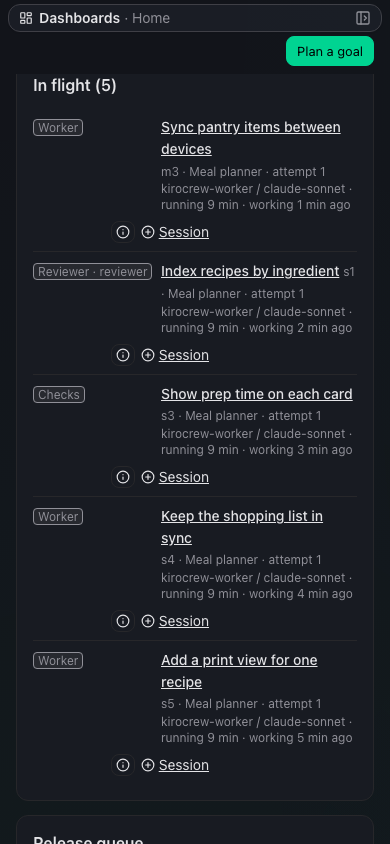 Dashboards · Home
Plan a goal
In flight (5)
Worker
Sync pantry items between
devices
m3 · Meal planner · attempt 1
kirocrew-worker / claude-sonnet ·
running 9 min · working 1 min ago
Session
Reviewer · reviewer
Index recipes by ingredient s1
· Meal planner · attempt 1
kirocrew-worker / claude-sonnet ·
running 9 min · working 2 min ago
Session
Checks
Show prep time on each card
s3 · Meal planner · attempt 1
kirocrew-worker / claude-sonnet ·
running 9 min · working 3 min ago
Session
Worker
Keep the shopping list in
sync
s4 · Meal planner · attempt 1
kirocrew-worker / claude-sonnet ·
running 9 min · working 4 min ago
Session
Worker
Add a print view for one
recipe
s5 · Meal planner · attempt 1
kirocrew-worker / claude-sonnet ·
running 9 min · working 5 min ago
Session
Release queue